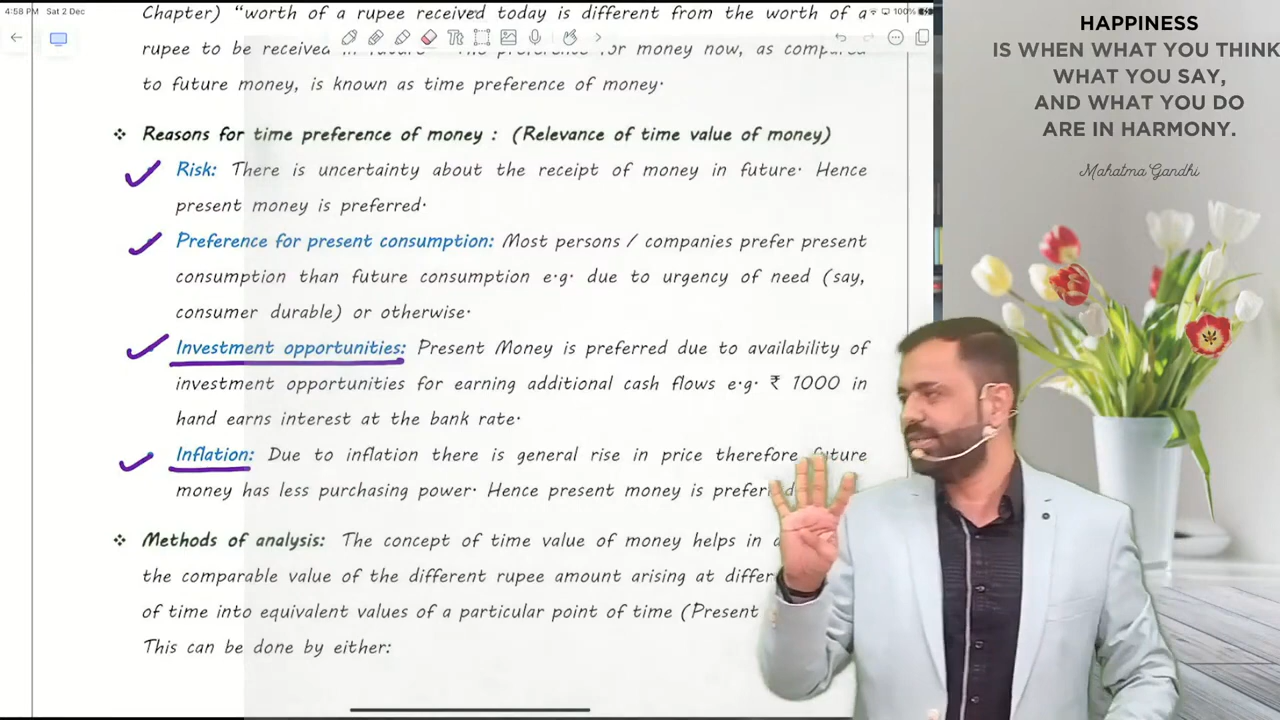 4:58 PM Sat 2 Dec
100%
Chapter) “worth of a rupee received today is different from the worth of a
rupee to be received
money now, as compared
to future money, is known as time preference of money·
❖ Reasons for time preference of money : (Relevance of time value of money)
Risk: There is uncertainty about the receipt of money in future· Hence
present money is preferred·
Preference for present consumption: Most persons / companies prefer present
consumption than future consumption e·g· due to urgency of need (say,
consumer durable) or otherwise·
Investment opportunities: Present Money is preferred due to availability of
investment opportunities for earning additional cash flows e·g· ₹ 1000 in
hand earns interest at the bank rate·
Inflation: Due to inflation there is general rise in price therefore future
money has less purchasing power· Hence present money is
❖ Methods of analysis: The concept of time value of money helps in
the comparable value of the different rupee amount arising at
of time into equivalent values of a particular point of time (Present
This can be done by either:
HAPPINESS
IS WHEN WHAT YOU THINK
WHAT YOU SAY,
AND WHAT YOU DO
ARE IN HARMONY.
Mahatma Gandhi